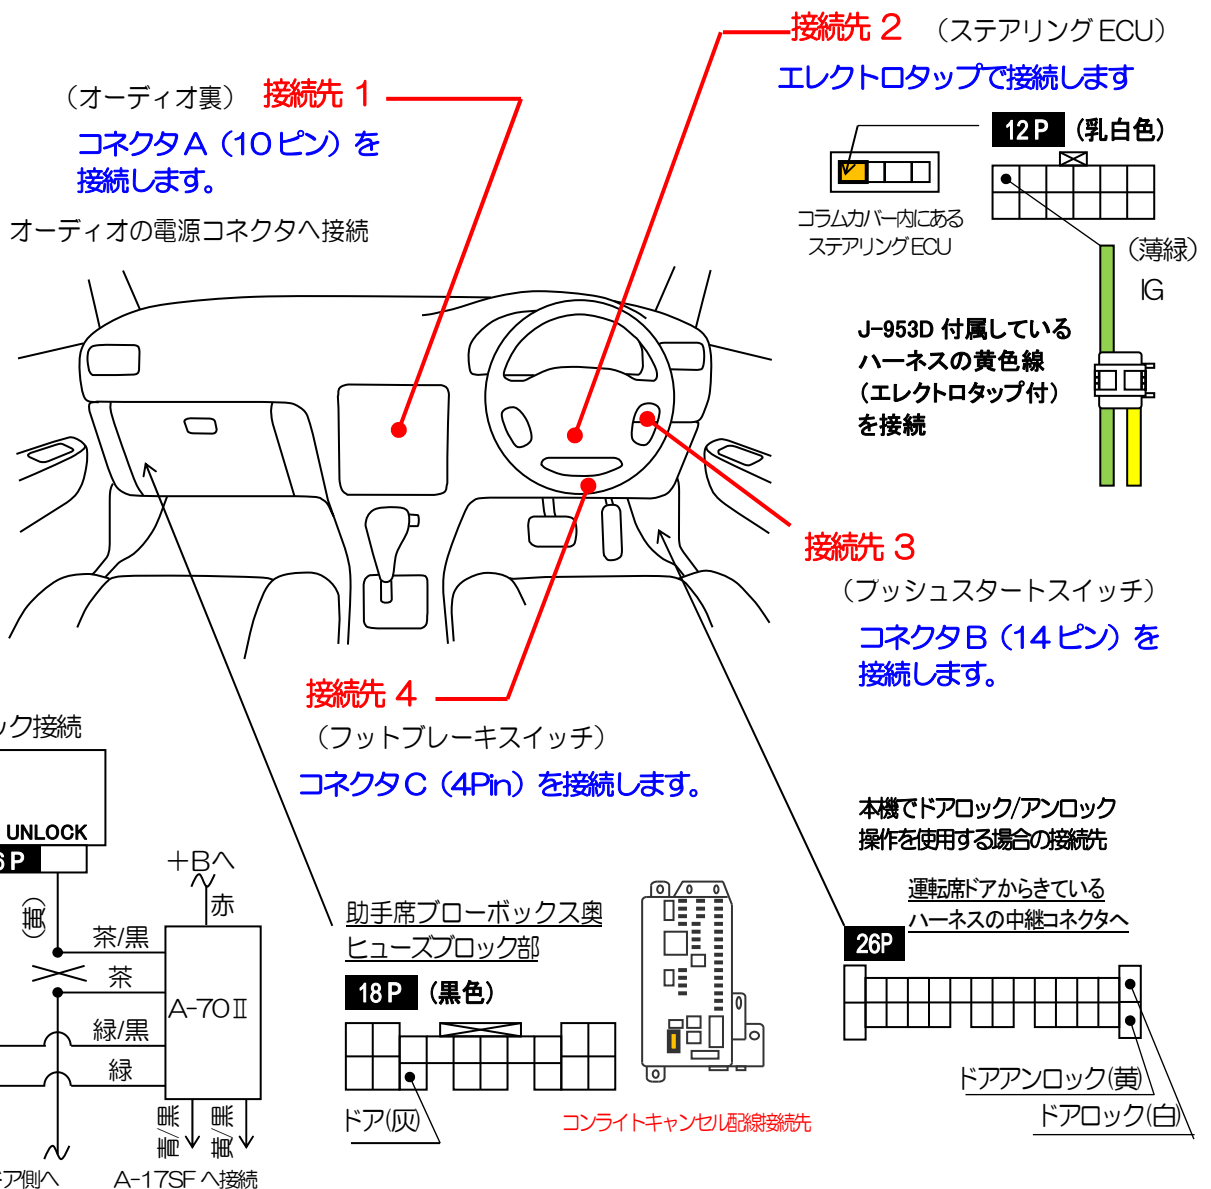 接続先 2 （ステアリング ECU）
エレクトロタップで接続します
（オーディオ裏） 接続先 1
コネクタ A（10 ピン）を
接続します。
オーディオの電源コネクタへ接続
12 P (乳白色)
コラムカバー内にある
ステアリング ECU
（薄緑）
IG
J-953D 付属している
ハーネスの黄色線
（エレクトロタップ付）
を接続
接続先 3
（プッシュスタートスイッチ）
コネクタ B（14 ピン）を
接続します。
接続先 4
（フットブレーキスイッチ）
コネクタ C（4Pin）を接続します。
ック接続
UNLOCK
6 P
(黄)
＋Bへ
赤
茶/黒
茶
A-70Ⅱ
緑/黒
緑
青/黒
黄/黒
ドア側へ
A-17SF へ接続
助手席ブローボックス奥
ヒューズブロック部
18 P (黒色)
ドア(灰)
コンライトキャンセル配線接続先
本機でドアロック/アンロック
操作を使用する場合の接続先
運転席ドアからきている
ハーネスの中継コネクタへ
26P
ドアアンロック(黄)
ドアロック(白)